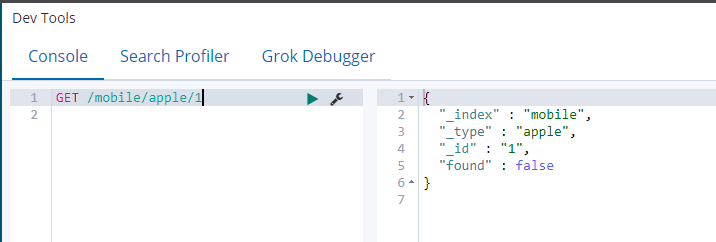 Dev Tools
Console Search Profiler Grok Debugger
1 GET /mobile/apple/1
2
1 {
2 "_index" : "mobile",
3 "_type" : "apple",
4 "_id" : "1",
5 "found" : false
6 }
7